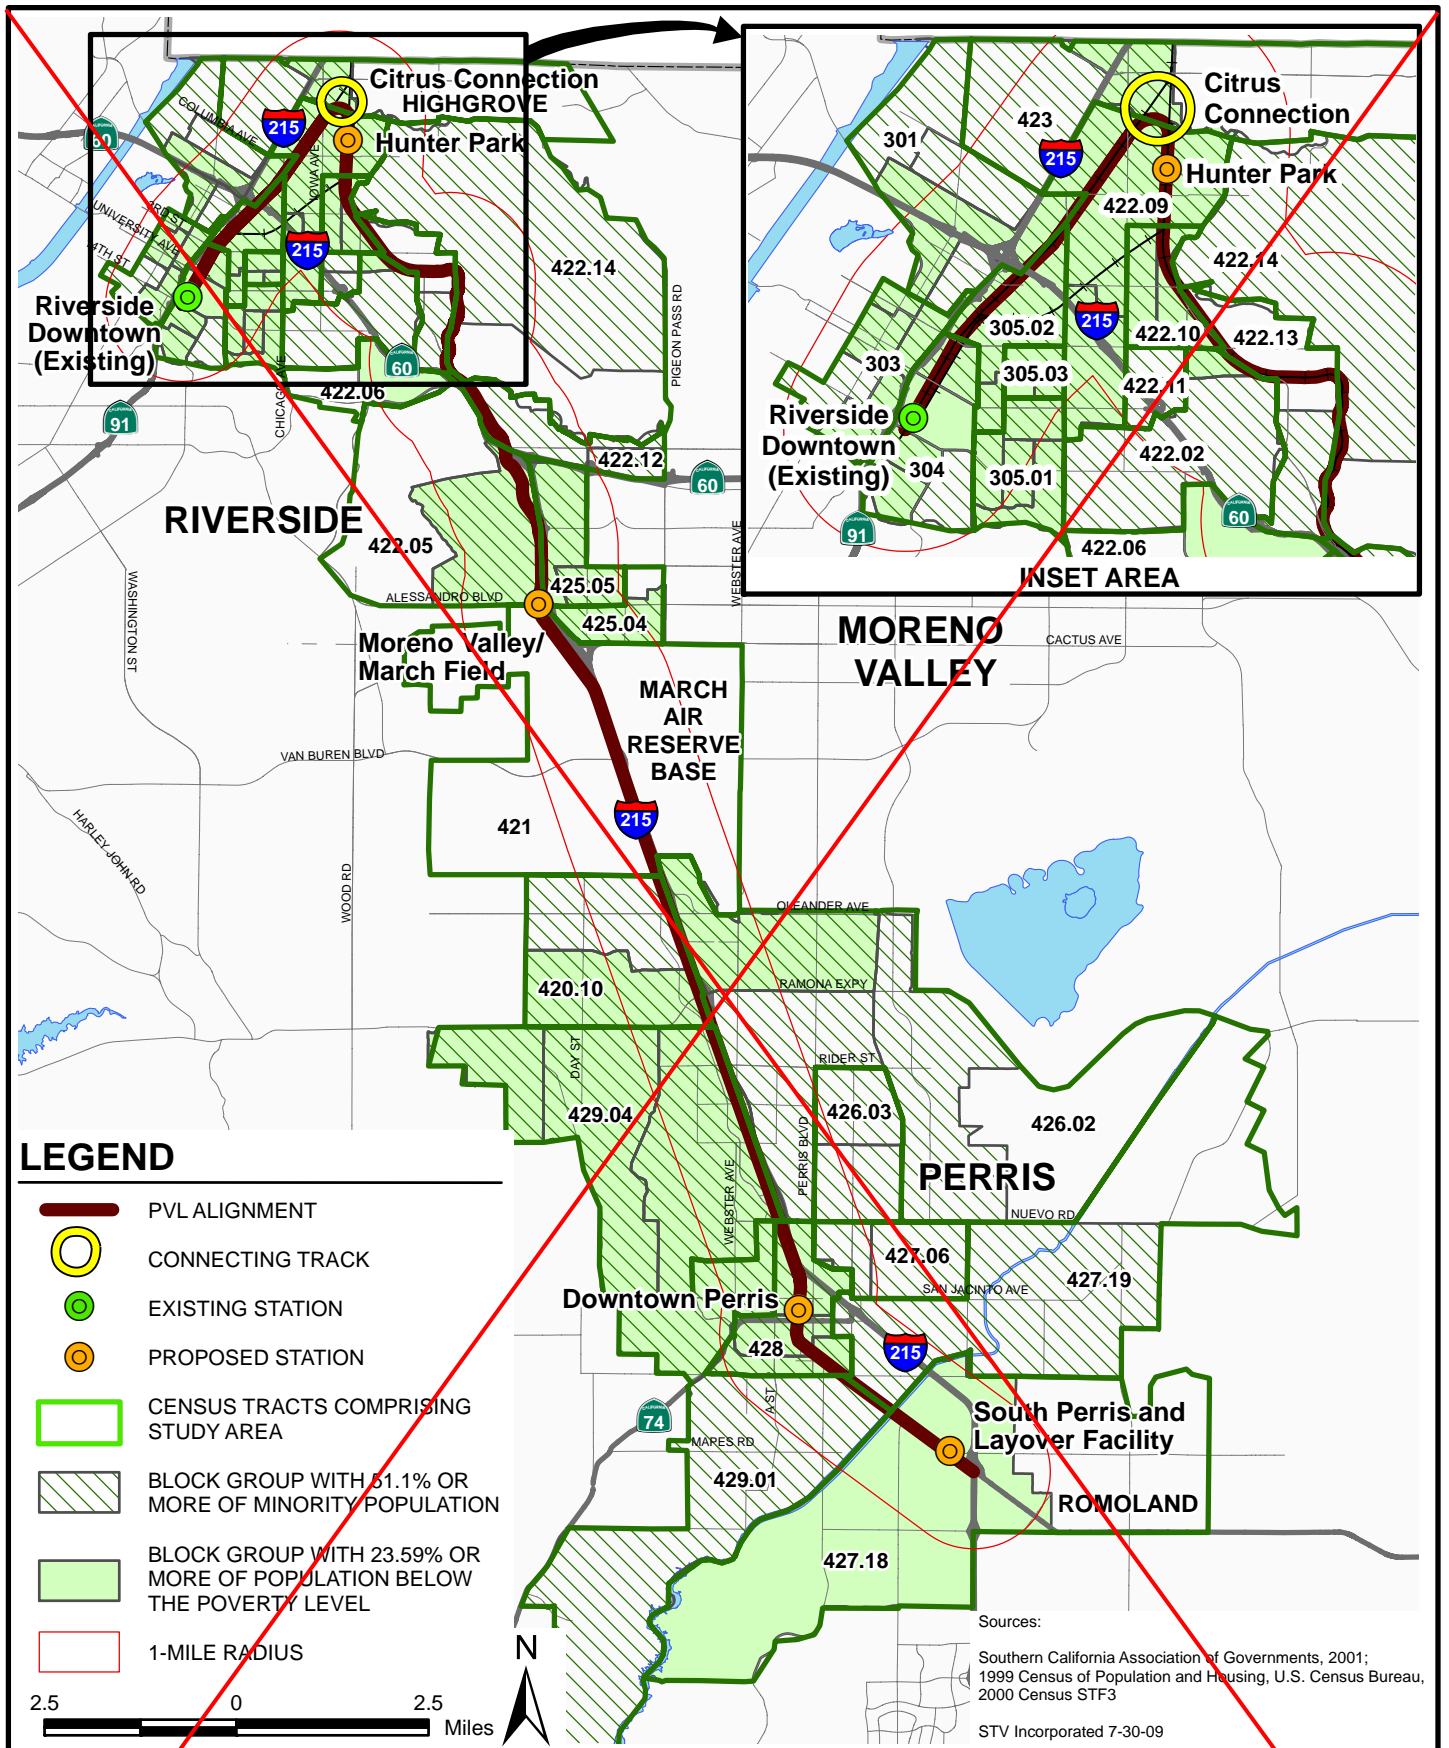 Citrus Connection
HIGHGROVE
Hunter Park
COLUMBIA AVE
215
60
IOWA AVE
3RD ST
UNIVERSITY AVE
14TH ST
215
Riverside
Downtown
(Existing)
CHICAGO AVE
CALIFORNIA
60
422.06
422.14
PIGEON PASS RD
CALIFORNIA
91
422.12
CALIFORNIA
60
RIVERSIDE
422.05
WASHINGTON ST
ALESSANDRO BLVD
425.05
425.04
WEBSTER AVE
Moreno Valley/
March Field
MORENO
VALLEY
CACTUS AVE
MARCH
AIR
RESERVE
BASE
VAN BUREN BLVD
HARLEY JOHN RD
WOOD RD
421
215
OLEANDER AVE
420.10
RAMONA EXPY
DAY ST
RIDER ST
429.04
426.03
426.02
PERRIS BLVD
WEBSTER AVE
PERRIS
NUEVO RD
427.06
427.19
SAN JACINTO AVE
Downtown Perris
428
215
A ST
CALIFORNIA
74
MAPES RD
South Perris and
Layover Facility
429.01
ROMOLAND
427.18
Citrus
Connection
423
301
215
Hunter Park
422.09
422.14
305.02
215
422.10
422.13
303
305.03
422.11
Riverside
Downtown
(Existing)
304
305.01
422.02
CALIFORNIA
60
CALIFORNIA
91
422.06
INSET AREA
LEGEND
PVL ALIGNMENT
CONNECTING TRACK
EXISTING STATION
PROPOSED STATION
CENSUS TRACTS COMPRISING
STUDY AREA
BLOCK GROUP WITH 51.1% OR
MORE OF MINORITY POPULATION
BLOCK GROUP WITH 23.59% OR
MORE OF POPULATION BELOW
THE POVERTY LEVEL
1-MILE RADIUS
2.5 0 2.5
Miles
N
Sources:
Southern California Association of Governments, 2001;
1999 Census of Population and Housing, U.S. Census Bureau,
2000 Census STF3
STV Incorporated 7-30-09